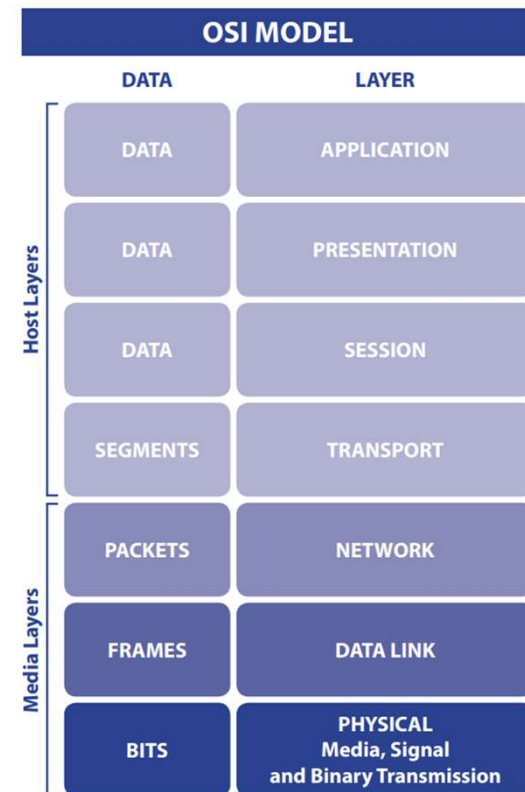 OSI MODEL
DATA LAYER
Host Layers
DATA APPLICATION
DATA PRESENTATION
DATA SESSION
SEGMENTS TRANSPORT
Media Layers
PACKETS NETWORK
FRAMES DATA LINK
BITS PHYSICAL
Media, Signal
and Binary Transmission